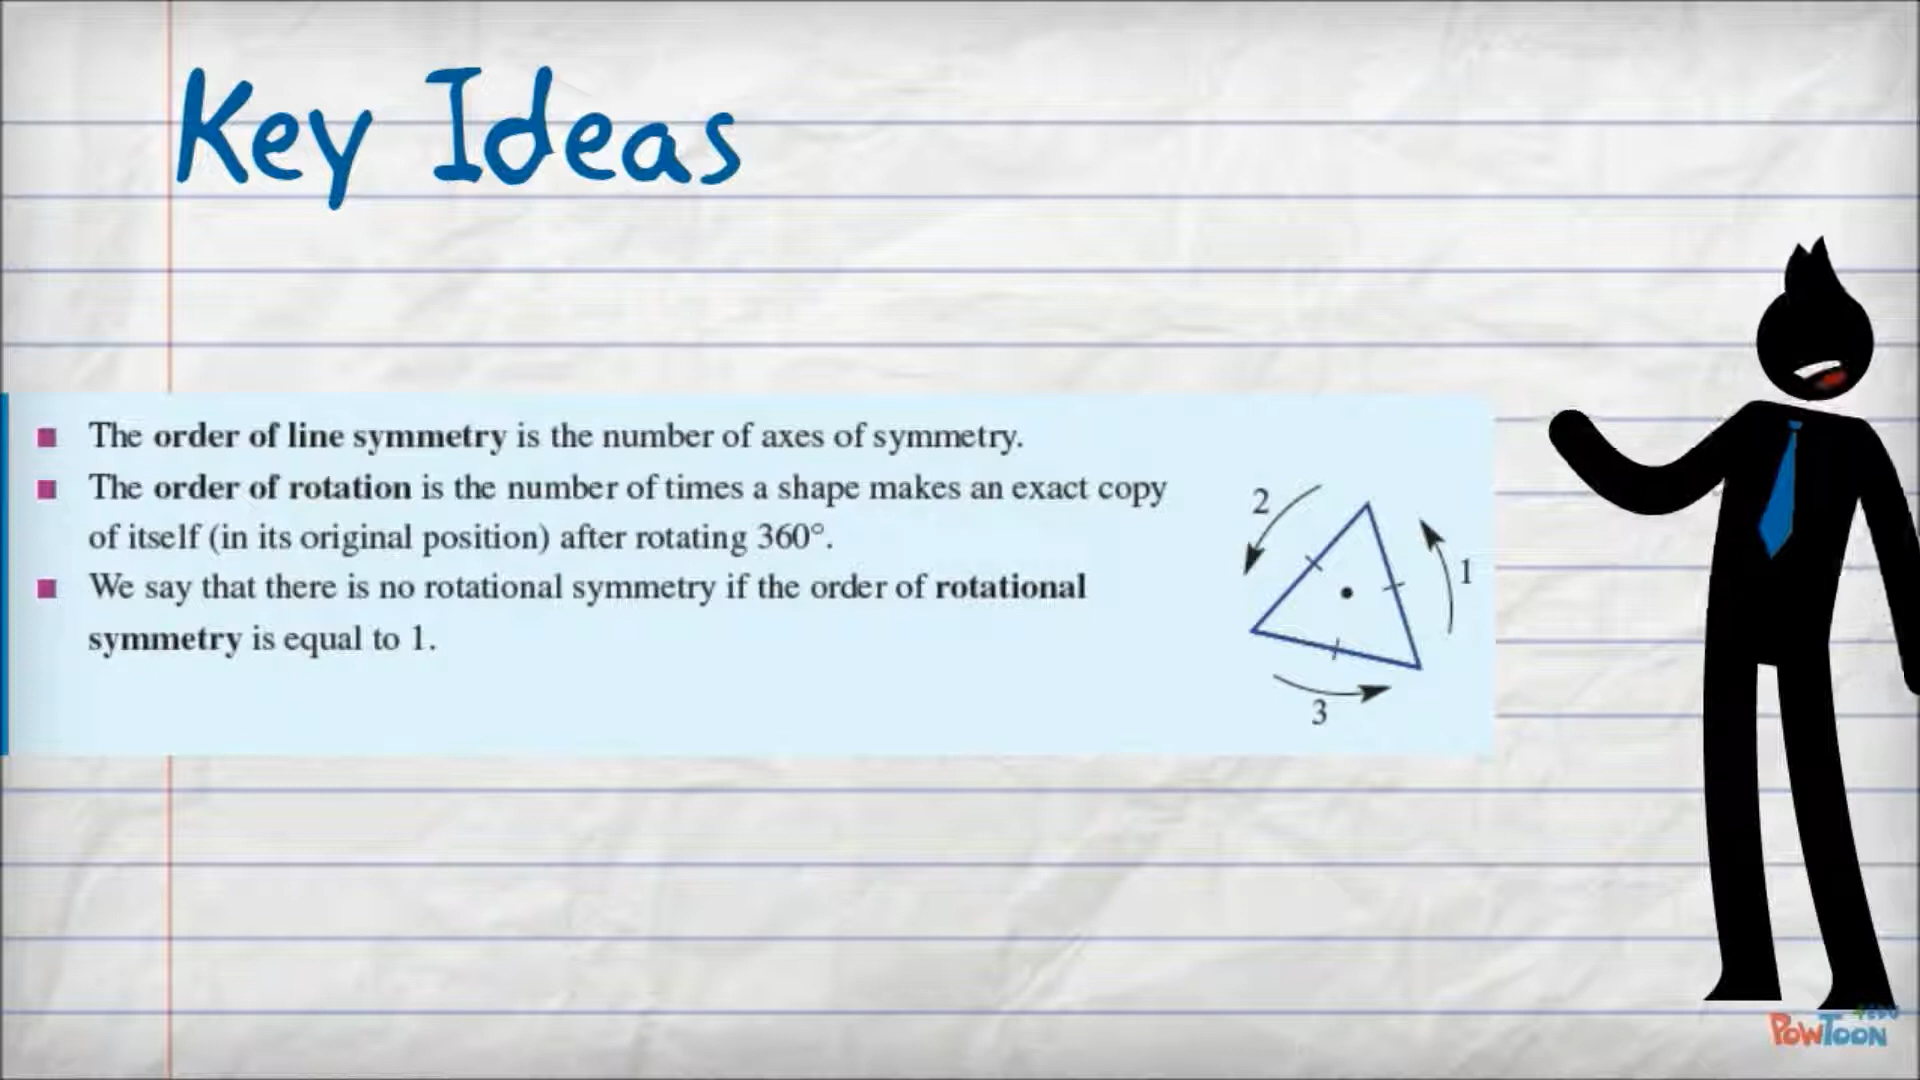 Key Ideas
The order of line symmetry is the number of axes of symmetry.
The order of rotation is the number of times a shape makes an exact copy
of itself (in its original position) after rotating 360°.
We say that there is no rotational symmetry if the order of rotational
symmetry is equal to 1.
2
1
3
4EDU
POWTOON